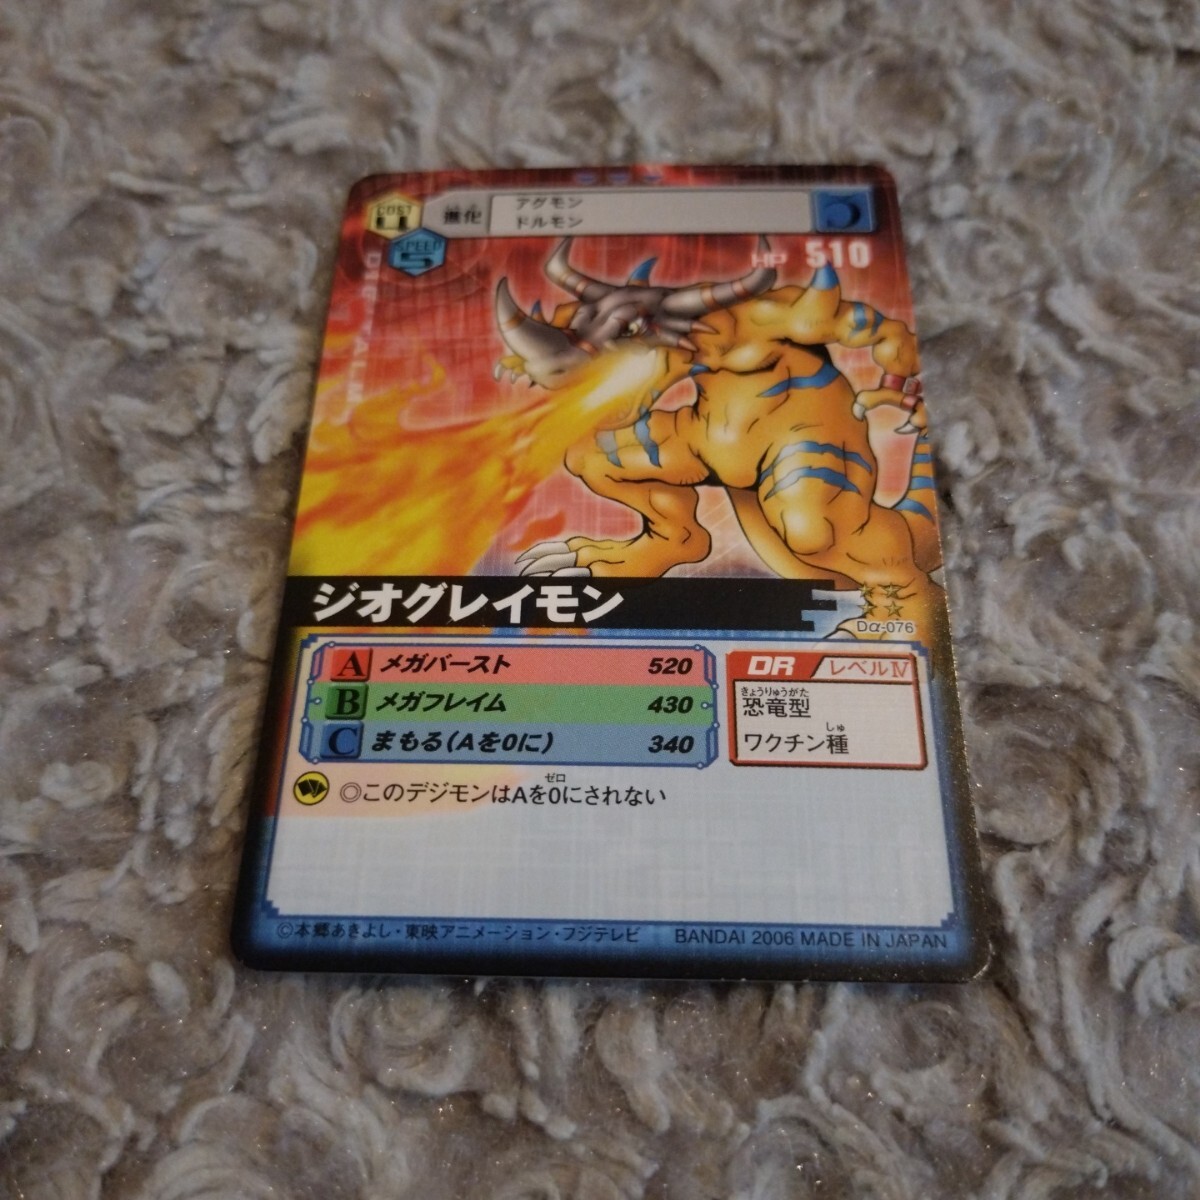 COST
進化
アグモン
ドルモン
SPEED
5
HP 510
ジオグレイモン
Dα-076
A メガバースト 520
B メガフレイム 430
C まもる(Aを0に) 340
DR レベルIV
きょうりゅうがた
恐竜型
しゅ
ワクチン種
ゼロ
◎このデジモンはAを0にされない
©本郷あきよし・東映アニメーション・フジテレビ BANDAI 2006 MADE IN JAPAN